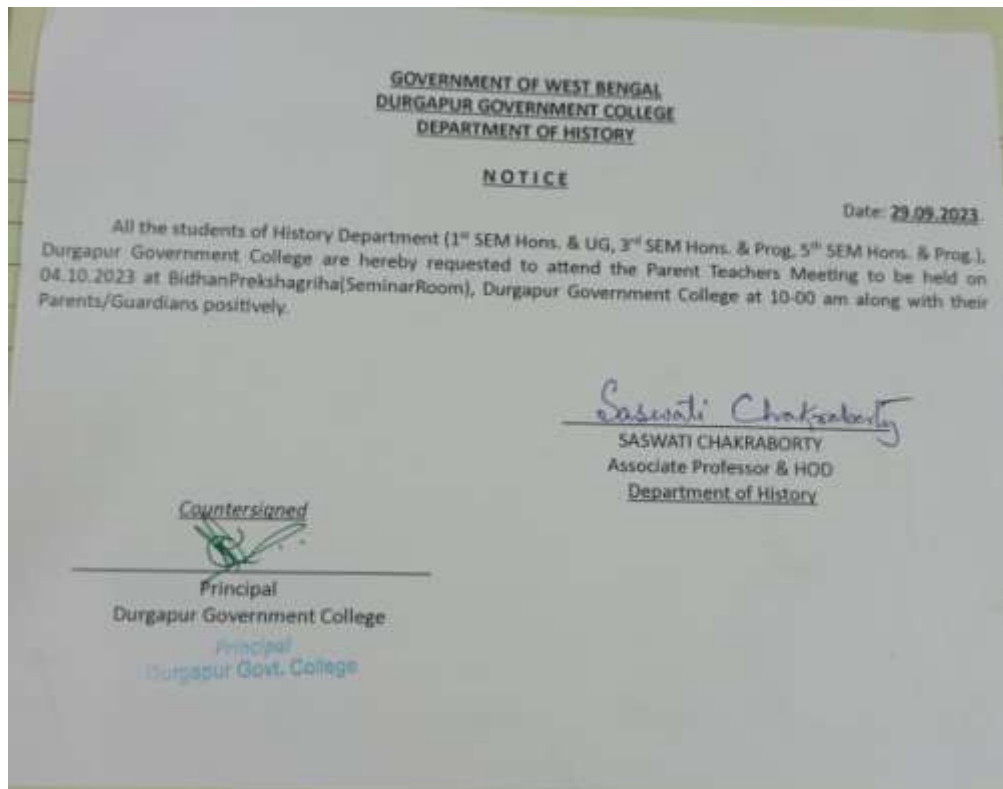 GOVERNMENT OF WEST BENGAL
DURGAPUR GOVERNMENT COLLEGE
DEPARTMENT OF HISTORY
NOTICE
Date: 29.09.2023
All the students of History Department (1st SEM Hons. & UG, 3rd SEM Hons. & Prog, 5th SEM Hons. & Prog.),
Durgapur Government College are hereby requested to attend the Parent Teachers Meeting to be held on
04.10.2023 at BidhanPrekshagriha(SeminarRoom), Durgapur Government College at 10-00 am along with their
Parents/Guardians positively.
Saswati Chakraborty
SASWATI CHAKRABORTY
Associate Professor & HOD
Department of History
Countersigned
Principal
Durgapur Government College
Principal
Durgapur Govt. College